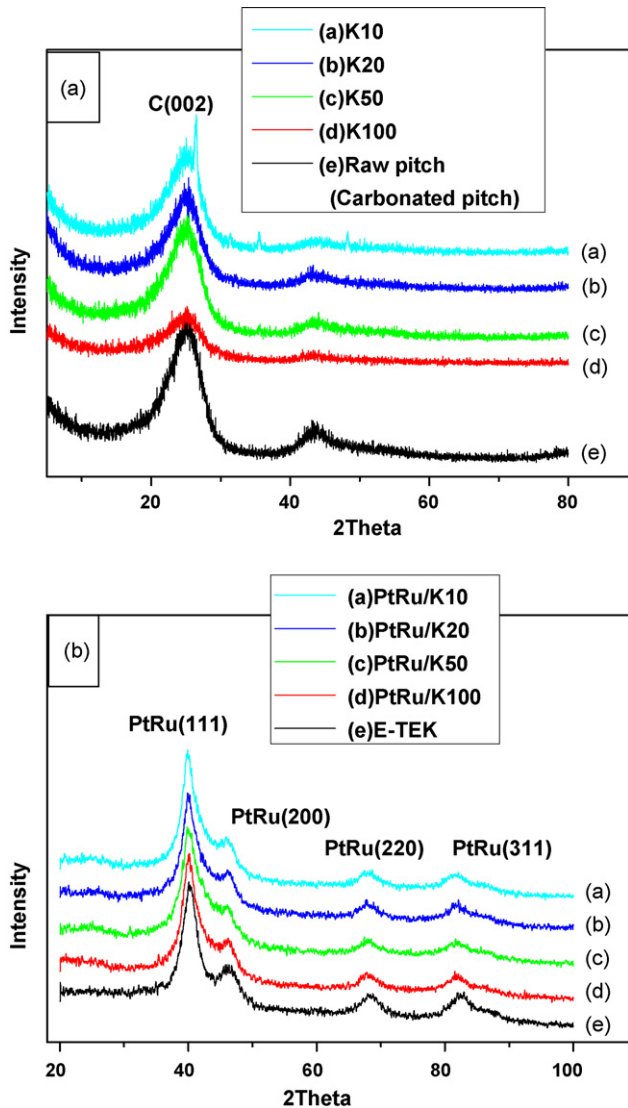 (a)
(a)K10
(b)K20
(c)K50
(d)K100
(e)Raw pitch
(Carbonated pitch)
C(002)
(a)
(b)
(c)
(d)
(e)
Intensity
20
40
60
80
2Theta
(b)
(a)PtRu/K10
(b)PtRu/K20
(c)PtRu/K50
(d)PtRu/K100
(e)E-TEK
PtRu(111)
PtRu(200)
PtRu(220)
PtRu(311)
(a)
(b)
(c)
(d)
(e)
Intensity
20
40
60
80
100
2Theta